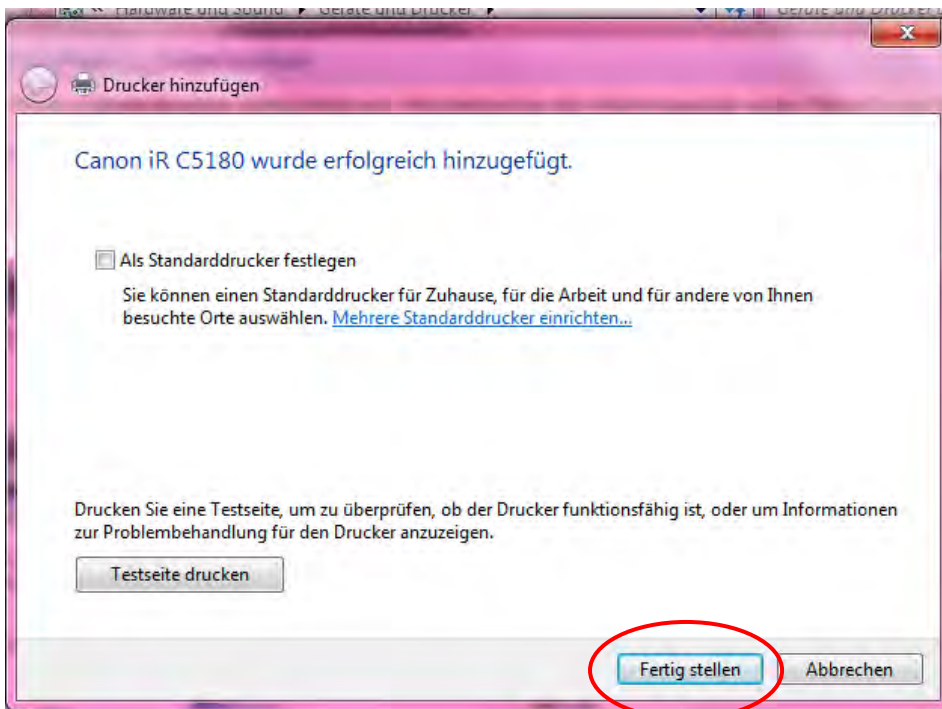 Hardware und Sound ▸ Geräte und Drucker ▸ Geräte und Drucker
Drucker hinzufügen
Canon iR C5180 wurde erfolgreich hinzugefügt.
Als Standarddrucker festlegen
Sie können einen Standarddrucker für Zuhause, für die Arbeit und für andere von Ihnen
besuchte Orte auswählen. Mehrere Standarddrucker einrichten...
Drucken Sie eine Testseite, um zu überprüfen, ob der Drucker funktionsfähig ist, oder um Informationen
zur Problembehandlung für den Drucker anzuzeigen.
Testseite drucken
Fertig stellen Abbrechen